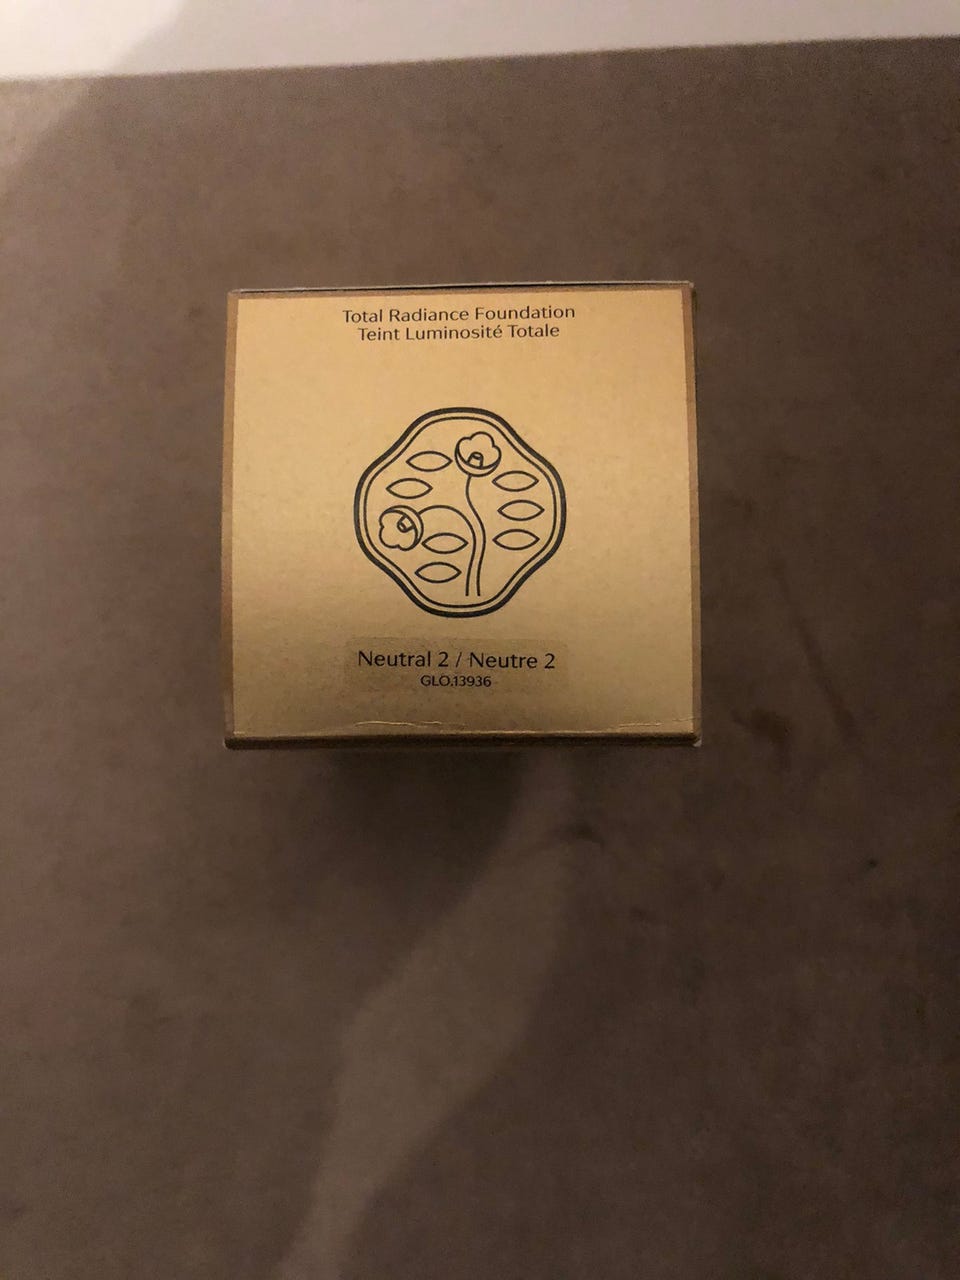 Total Radiance Foundation
Teint Luminosité Totale
Neutral 2 / Neutre 2
GLO.13936